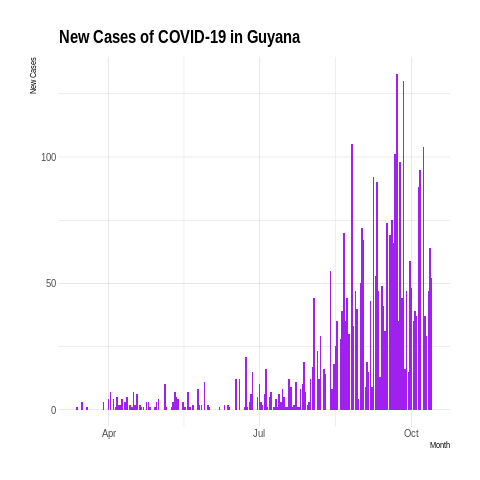 New Cases of COVID-19 in Guyana
New Cases
100
50
0
Apr
Jul
Oct
Month